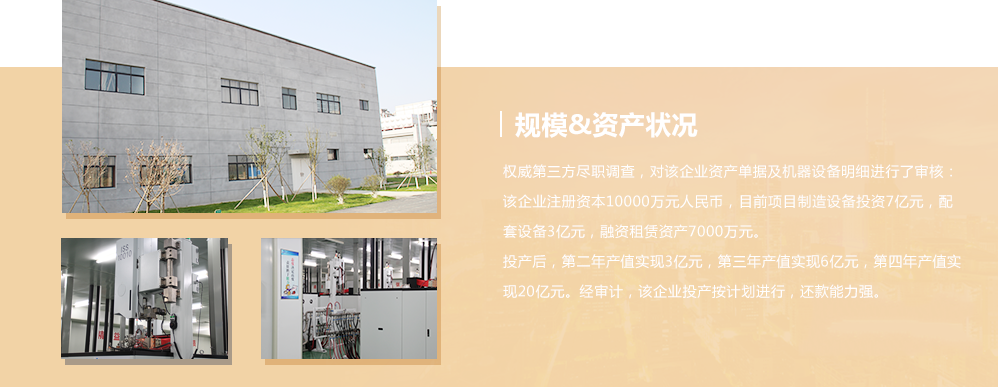 规模&资产状况
权威第三方尽职调查，对该企业资产单据及机器设备明细进行了审核：
该企业注册资本10000万元人民币，目前项目制造设备投资7亿元，配
套设备3亿元，融资租赁资产7000万元。
投产后，第二年产值实现3亿元，第三年产值实现6亿元，第四年产值实
现20亿元。经审计，该企业投产按计划进行，还款能力强。